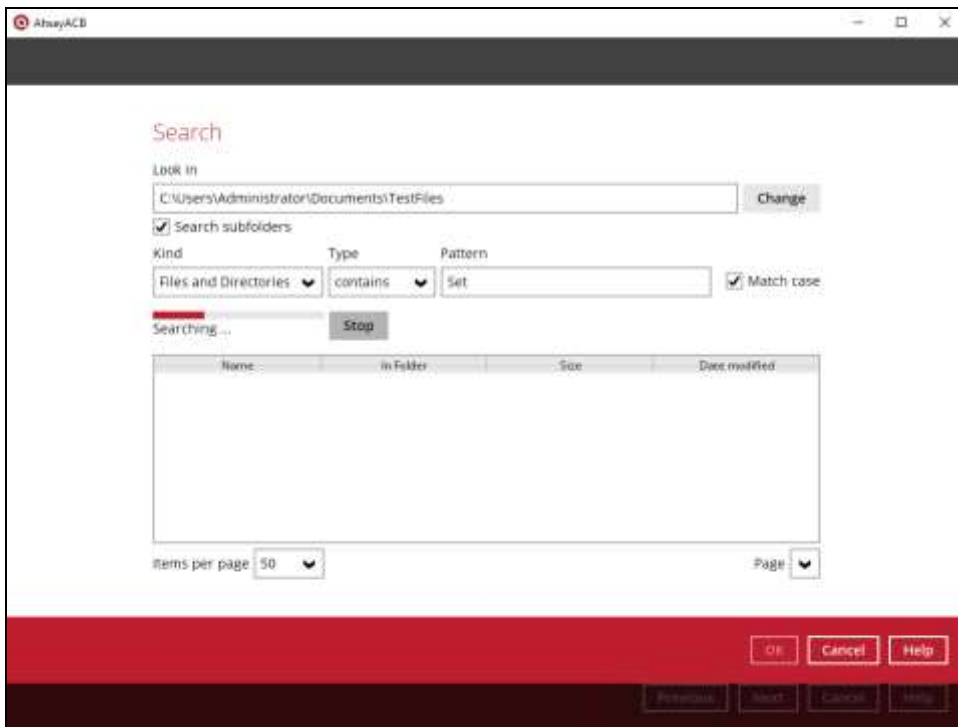 AhsayACB
Search
Look in
C:\Users\Administrator\Documents\TestFiles Change
Search subfolders
Kind Type Pattern
Files and Directories contains Set Match case
Searching ... Stop
Name In Folder Size Date modified
Items per page 50 Page
OK Cancel Help
Previous Next Cancel Help